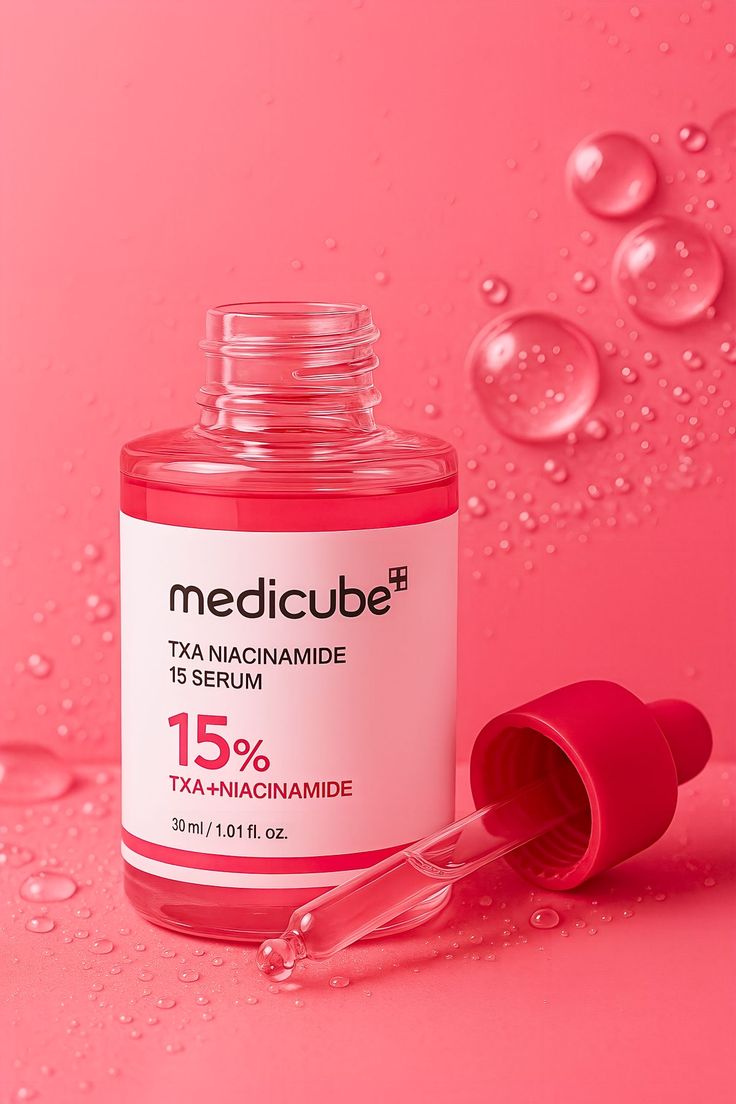 medicube
TXA NIACINAMIDE
15 SERUM
15%
TXA+NIACINAMIDE
30 ml / 1.01 fl. oz.